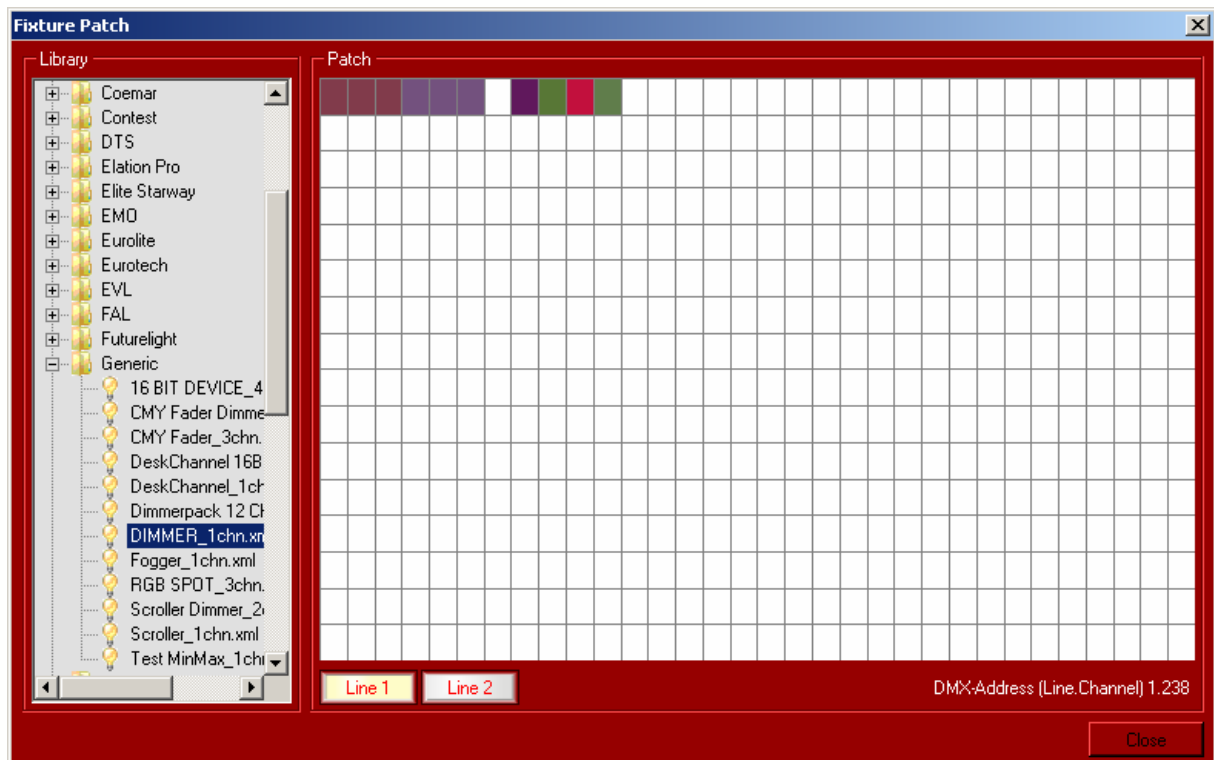 Fixture Patch
Library
Coemar
Contest
DTS
Elation Pro
Elite Starway
EMO
Eurolite
Eurotech
EVL
FAL
Futurelight
Generic
16 BIT DEVICE_4
CMY Fader Dimme
CMY Fader_3chn.
DeskChannel 16B
DeskChannel_1ch
Dimmerpack 12 Ch
DIMMER_1chn.xm
Fogger_1chn.xml
RGB SPOT_3chn.
Scroller Dimmer_2
Scroller_1chn.xml
Test MinMax_1ch
Patch
Line 1
Line 2
DMX-Address (Line.Channel) 1.238
Close